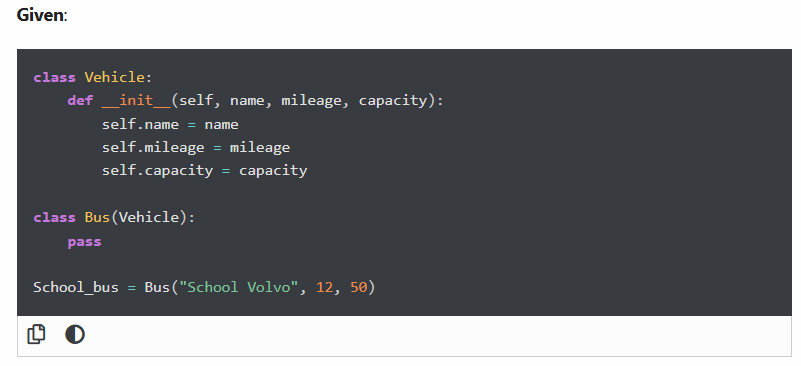 Given:
class Vehicle:
    def __init__(self, name, mileage, capacity):
        self.name = name
        self.mileage = mileage
        self.capacity = capacity

class Bus(Vehicle):
    pass

School_bus = Bus("School Volvo", 12, 50)